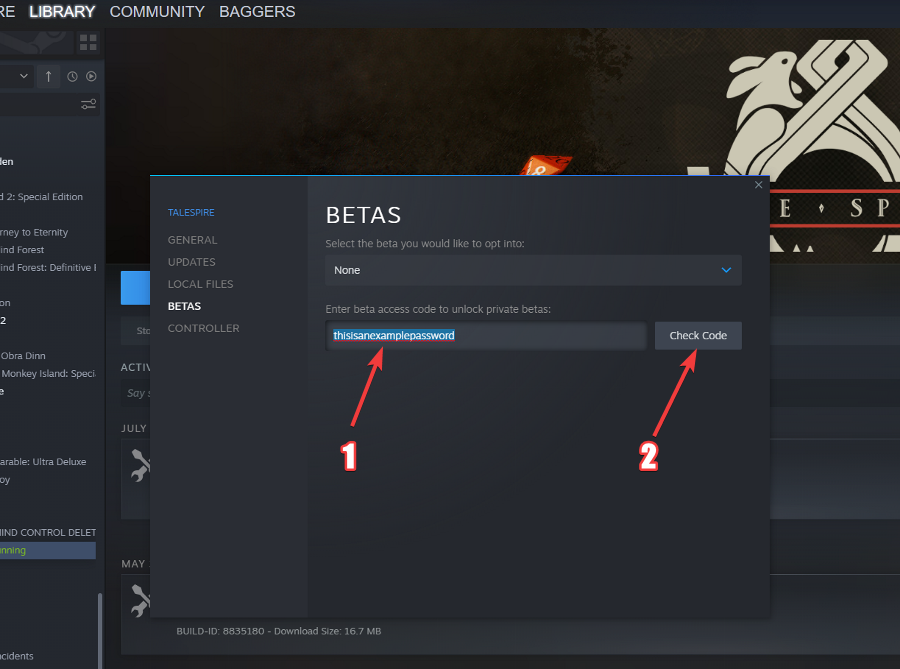 RE LIBRARY COMMUNITY BAGGERS
den
d 2: Special Edition
rney to Eternity
ind Forest
ind Forest: Definitive E
on
2
Obra Dinn
Monkey Island: Specia
e
arable: Ultra Deluxe
oy
IND CONTROL DELET
nning
cidents
E SP
TALESPIRE
GENERAL
UPDATES
LOCAL FILES
BETAS
CONTROLLER
BETAS
Select the beta you would like to opt into:
None
Enter beta access code to unlock private betas:
thisisanexamplepassword
Check Code
1
2
Sto
ACTIV
Say s
JULY
MAY
BUILD-ID: 8835180 - Download Size: 16.7 MB